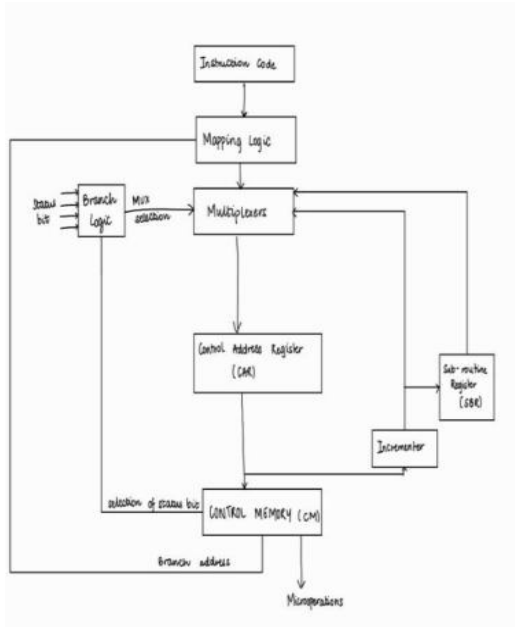 Instruction Code
Mapping Logic
Status
bit
Branch
Logic
MUX
selection
Multiplexers
Control Address Register
(CAR)
Sub-routine
Register
(SBR)
Incrementer
selection of status bit
CONTROL MEMORY (CM)
Branch address
Microoperations